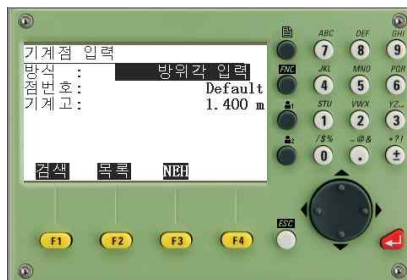 기계점 입력
방식 : 방위각 입력
점번호: Default
기계고: 1.400 m
검색 목록 NEH
F1 F2 F3 F4
ABC DEF GHI
7 8 9
FNC JKL MNO PQR
4 5 6
STU VWX YZ...
1 2 3
/$% _@& *?!
0 . ±
ESC